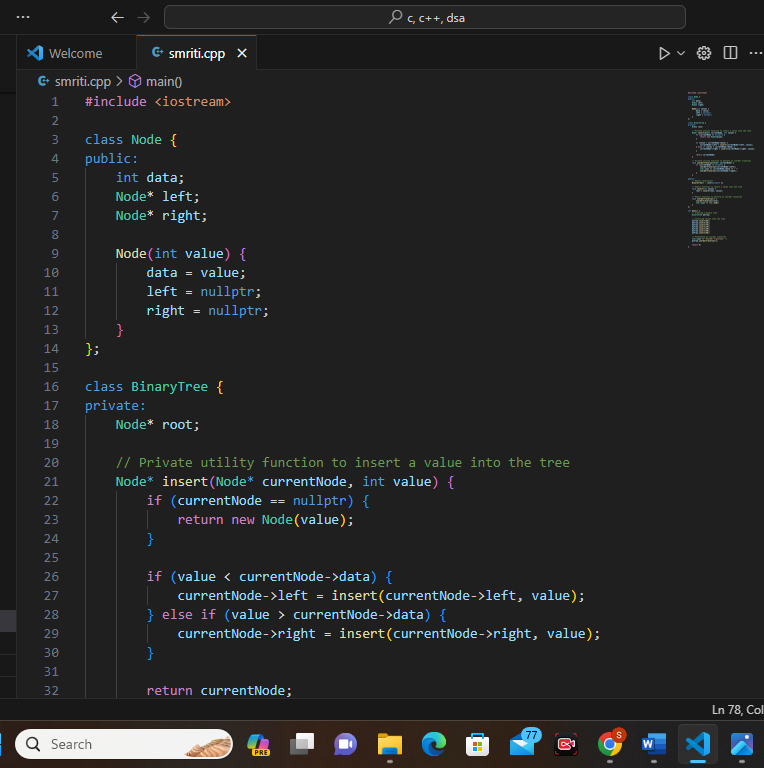 c, c++, dsa
Welcome
smriti.cpp
smriti.cpp > main()
1 #include <iostream>
2
3 class Node {
4 public:
5 int data;
6 Node* left;
7 Node* right;
8
9 Node(int value) {
10 data = value;
11 left = nullptr;
12 right = nullptr;
13 }
14 };
15
16 class BinaryTree {
17 private:
18 Node* root;
19
20 // Private utility function to insert a value into the tree
21 Node* insert(Node* currentNode, int value) {
22 if (currentNode == nullptr) {
23 return new Node(value);
24 }
25
26 if (value < currentNode->data) {
27 currentNode->left = insert(currentNode->left, value);
28 } else if (value > currentNode->data) {
29 currentNode->right = insert(currentNode->right, value);
30 }
31
32 return currentNode;
Ln 78, Col
Search
PRE
77
S